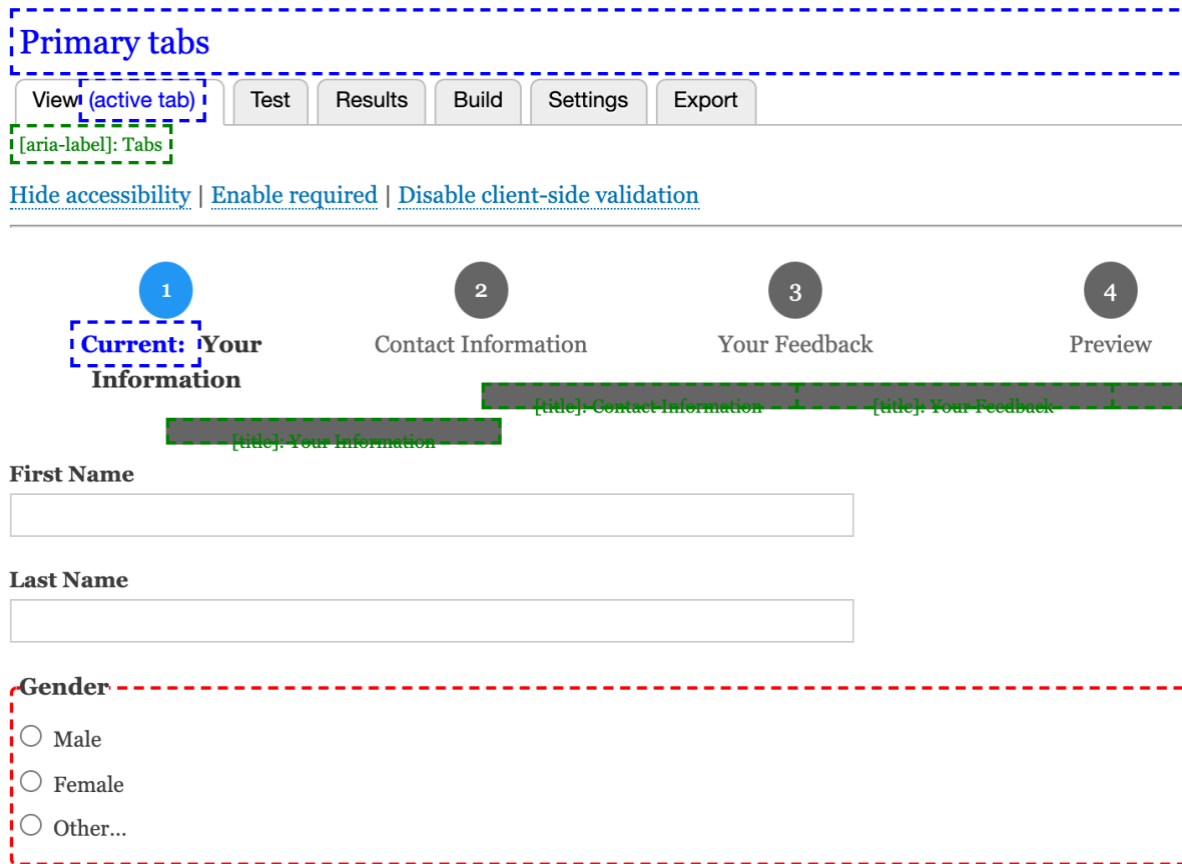 Primary tabs
View (active tab) Test Results Build Settings Export
[aria-label]: Tabs
Hide accessibility | Enable required | Disable client-side validation
1 2 3 4
Current: Your Information Contact Information Your Feedback Preview
[title]: Contact Information [title]: Your Feedback
[title]: Your Information
First Name
Last Name
Gender
Male
Female
Other...